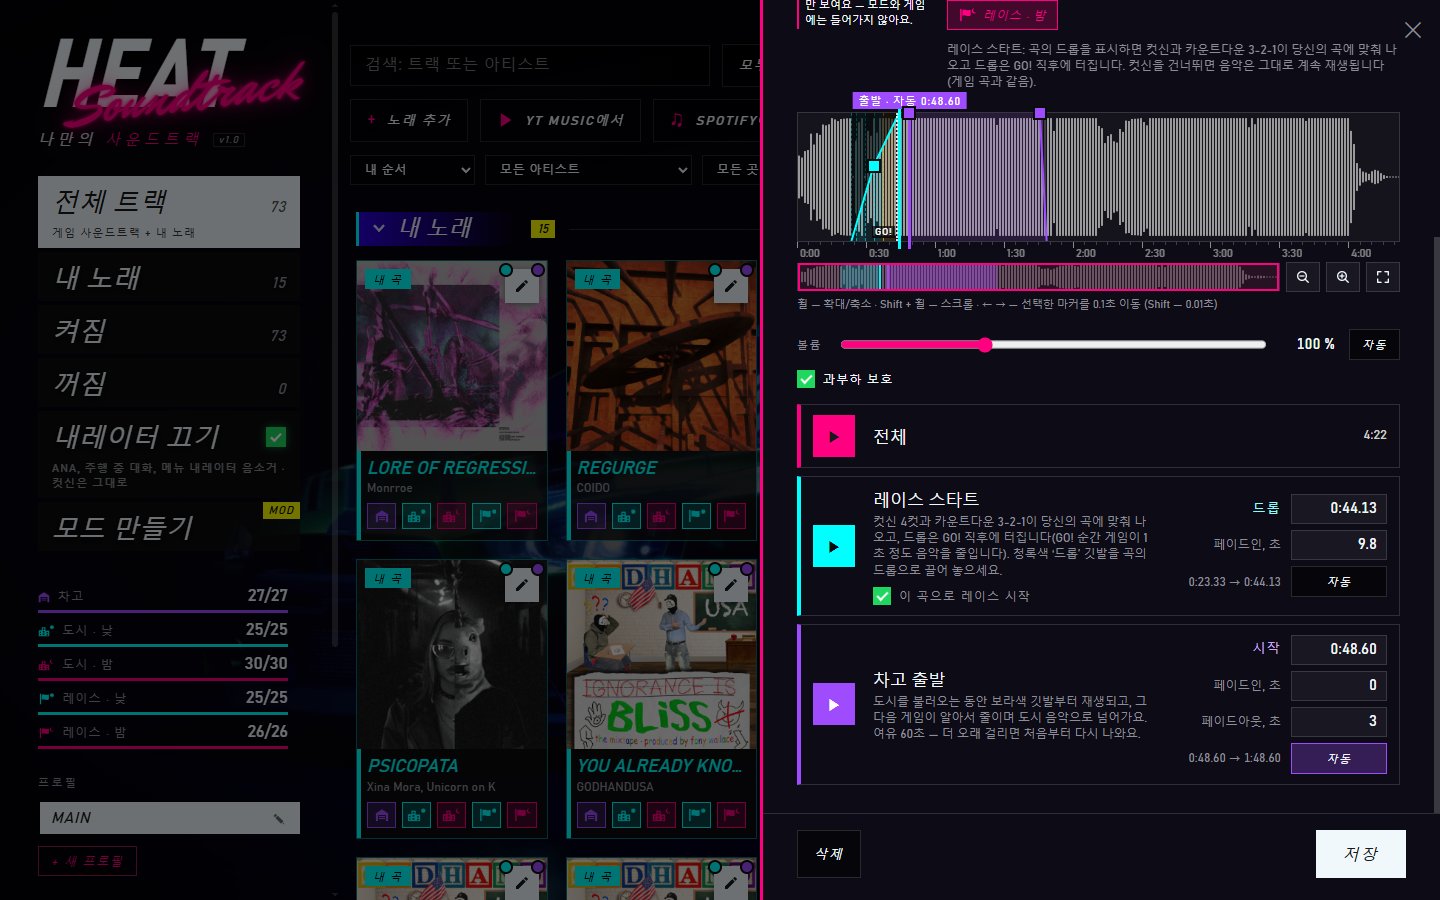 HEAT
Soundtrack
나만의 사운드트랙 v1.0
전체 트랙 73
게임 사운드트랙 + 내 노래
내 노래 15
켜짐 73
꺼짐 0
내레이터 끄기
ANA, 주행 중 대화, 메뉴 내레이터 음소거 ·
컷신은 그대로
MOD
모드 만들기
차고 27/27
도시 · 낮 25/25
도시 · 밤 30/30
레이스 · 낮 25/25
레이스 · 밤 26/26
프로필
MAIN
+ 새 프로필
검색: 트랙 또는 아티스트
+ 노래 추가
YT MUSIC에서
SPOTIFY
내 순서
모든 아티스트
모든 곳
내 노래 15
내 곡
LORE OF REGRESSI...
Monrroe
내 곡
REGURGE
COIDO
내 곡
PSICOPATA
Xina Mora, Unicorn on K
내 곡
DHAN
USA
IGNORANCE IS
BLiSS
the mixtape - produced by tony wallace
YOU ALREADY KNO...
GODHANDUSA
내 곡
DHAN
내 곡
DHAN
만 보여요 — 모드와 게임
에는 들어가지 않아요.
레이스 · 밤
레이스 스타트: 곡의 드롭을 표시하면 컷신과 카운트다운 3-2-1이 당신의 곡에 맞춰 나
오고 드롭은 GO! 직후에 터집니다. 컷신을 건너뛰면 음악은 그대로 계속 재생됩니다
(게임 곡과 같음).
출발 · 자동 0:48.60
GO!
0:00 0:30 1:00 1:30 2:00 2:30 3:00 3:30 4:00
휠 — 확대/축소 · Shift + 휠 — 스크롤 · ← → — 선택한 마커를 0.1초 이동 (Shift — 0.01초)
볼륨 100 % 자동
과부하 보호
전체 4:22
레이스 스타트
컷신 4컷과 카운트다운 3-2-1이 당신의 곡에 맞춰 나
오고, 드롭은 GO! 직후에 터집니다(GO! 순간 게임이 1
초 정도 음악을 줄입니다). 청록색 '드롭' 깃발을 곡의
드롭으로 끌어 놓으세요.
이 곡으로 레이스 시작
드롭 0:44.13
페이드인, 초 9.8
0:23.33 → 0:44.13 자동
차고 출발
도시를 불러오는 동안 보라색 깃발부터 재생되고, 그
다음 게임이 알아서 줄이며 도시 음악으로 넘어가요.
여유 60초 — 더 오래 걸리면 처음부터 다시 나와요.
시작 0:48.60
페이드인, 초 0
페이드아웃, 초 3
0:48.60 → 1:48.60 자동
삭제
저장